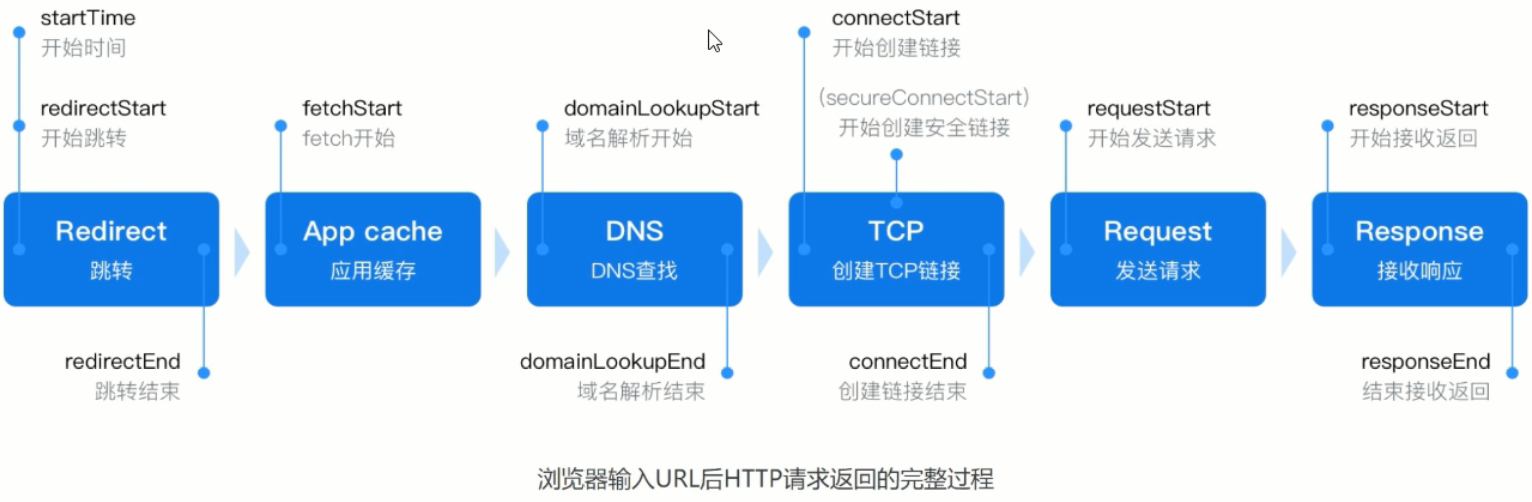 startTime
开始时间
redirectStart
开始跳转
fetchStart
fetch开始
domainLookupStart
域名解析开始
connectStart
开始创建链接
(secureConnectStart)
开始创建安全链接
requestStart
开始发送请求
responseStart
开始接收返回
Redirect
跳转
App cache
应用缓存
DNS
DNS查找
TCP
创建TCP链接
Request
发送请求
Response
接收响应
redirectEnd
跳转结束
domainLookupEnd
域名解析结束
connectEnd
创建链接结束
responseEnd
结束接收返回
浏览器输入URL后HTTP请求返回的完整过程